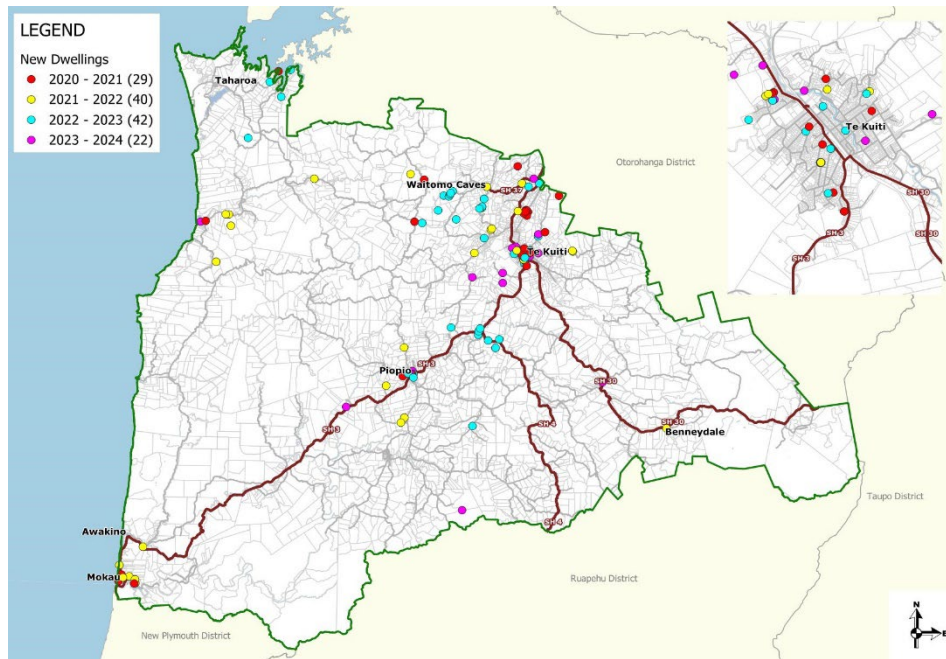 LEGEND
New Dwellings
2020 - 2021 (29)
2021 - 2022 (40)
2022 - 2023 (42)
2023 - 2024 (22)
Taharoa
Otorohanga District
Waitomo Caves
SH 37
Te Kuiti
Te Kuiti
SH 30
SH 3
SH 30
Piopio
SH 3
SH 30
SH 3
SH 4
SH 30
Benneydale
Taupo District
SH 4
Awakino
Mokau
Ruapehu District
New Plymouth District
N
E